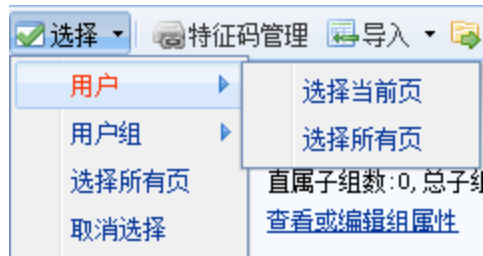 选择 特征码管理 导入
用户 选择当前页
用户组 选择所有页
选择所有页 直属子组数:0,总子
取消选择 查看或编辑组属性